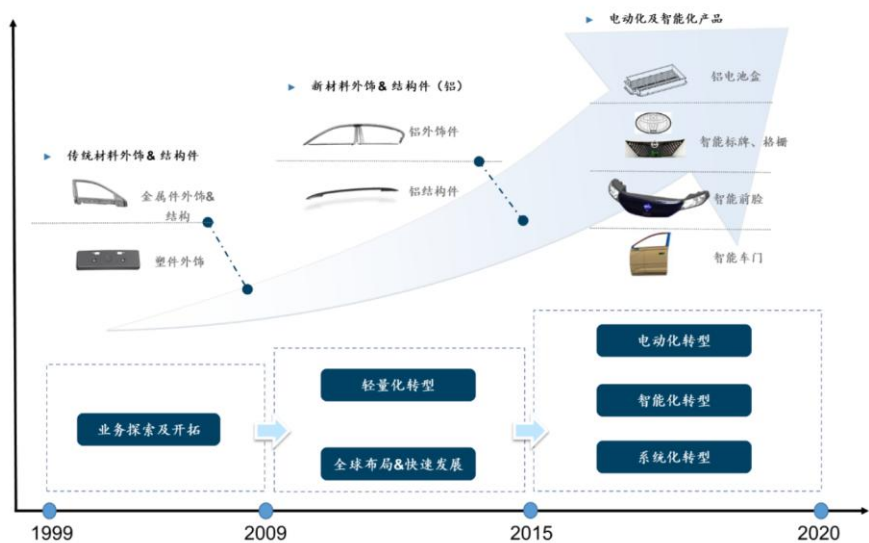 电动化及智能化产品
铝电池盒
智能标牌、格栅
智能前脸
智能车门
新材料外饰& 结构件（铝）
铝外饰件
铝结构件
传统材料外饰& 结构件
金属件外饰&
结构
塑件外饰
业务探索及开拓
轻量化转型
全球布局&快速发展
电动化转型
智能化转型
系统化转型
1999
2009
2015
2020